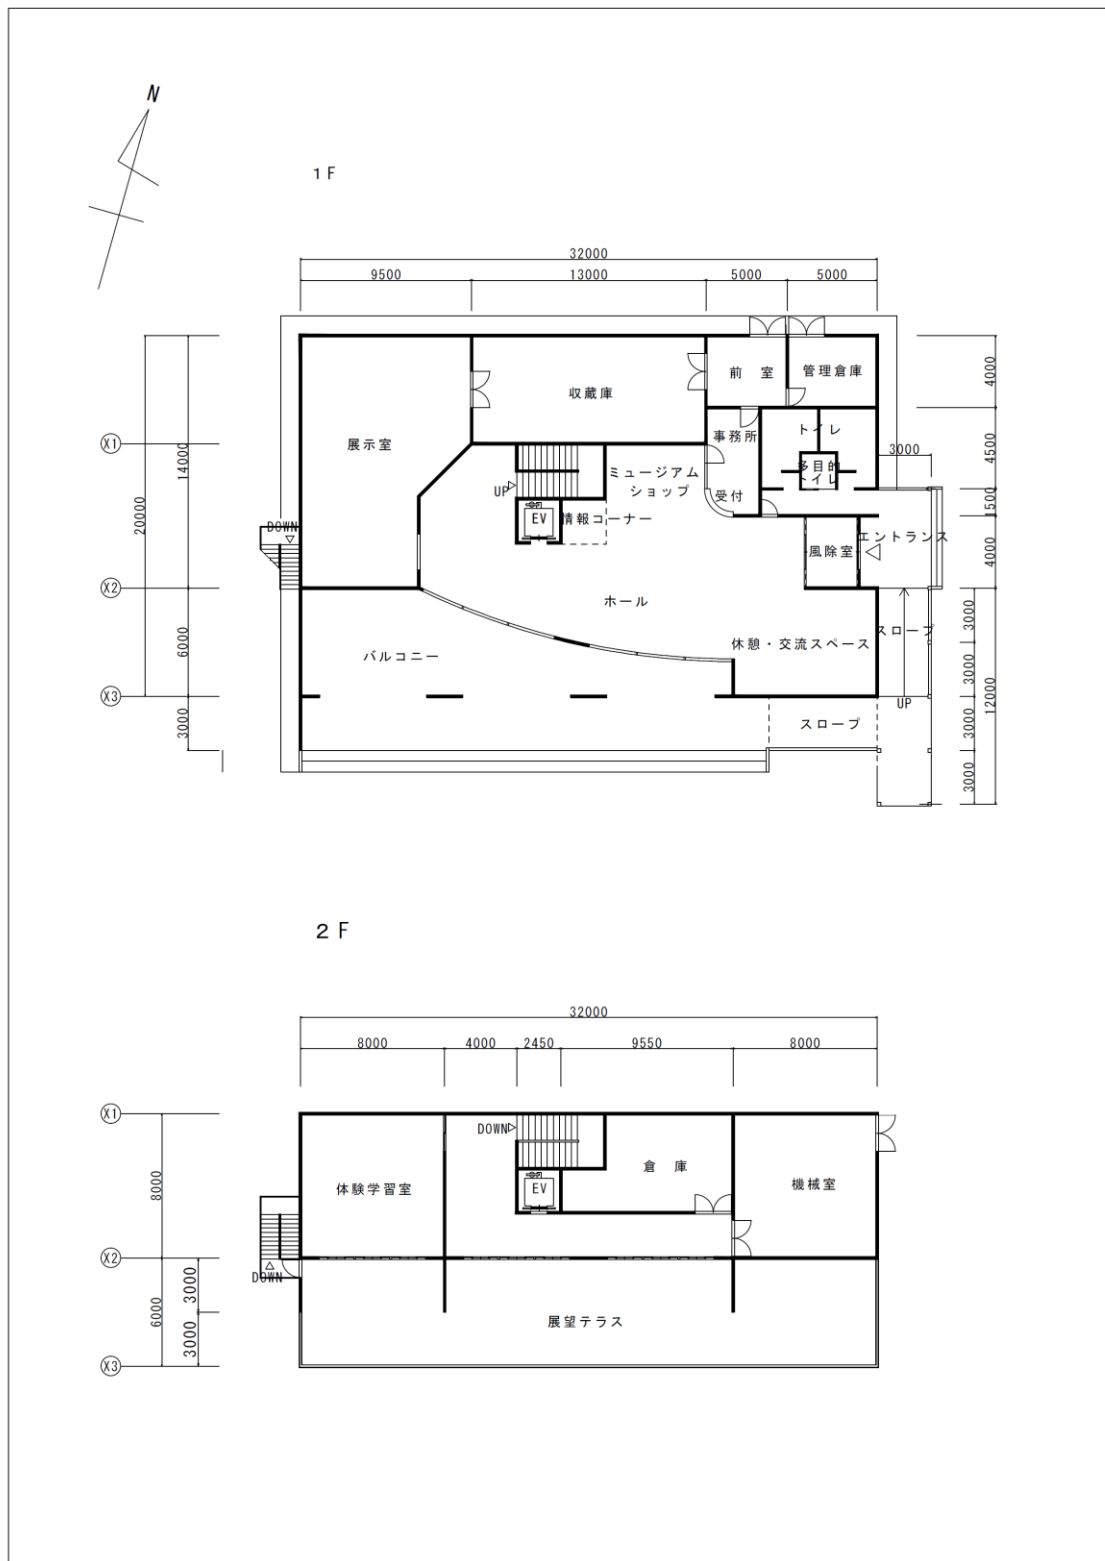 N
１Ｆ
32000
9500
13000
5000
5000
前　室
管理倉庫
収蔵庫
4000
展示室
事務所
トイレ
X1
14000
20000
3000
4500
ミュージアム
ショップ
多目的
トイレ
UP
受付
EV
情報コーナー
1500
DOWN
エントランス
風除室
4000
X2
ホール
スロープ
3000
6000
バルコニー
休憩・交流スペース
3000
X3
UP
12000
3000
スロープ
3000
3000
２Ｆ
32000
8000
4000
2450
9550
8000
X1
DOWN
倉　庫
8000
体験学習室
EV
機械室
X2
DOWN
3000
6000
展望テラス
3000
X3